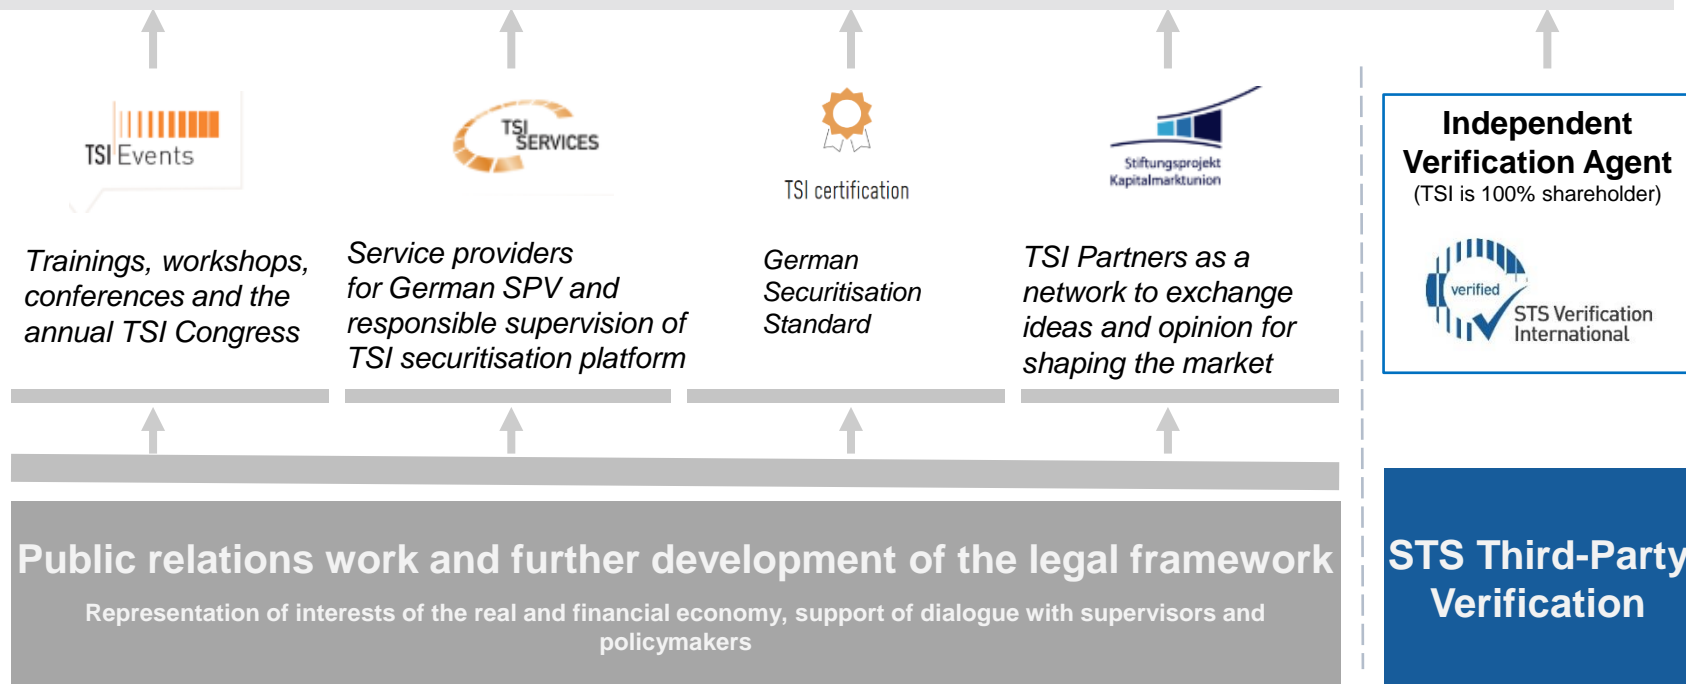 TSI Events
Trainings, workshops,
conferences and the
annual TSI Congress
TSI
SERVICES
Service providers
for German SPV and
responsible supervision of
TSI securitisation platform
TSI certification
German
Securitisation
Standard
Stiftungsprojekt
Kapitalmarktunion
TSI Partners as a
network to exchange
ideas and opinion for
shaping the market
Independent
Verification Agent
(TSI is 100% shareholder)
verified
STS Verification
International
Public relations work and further development of the legal framework
Representation of interests of the real and financial economy, support of dialogue with supervisors and
policymakers
STS Third-Party
Verification